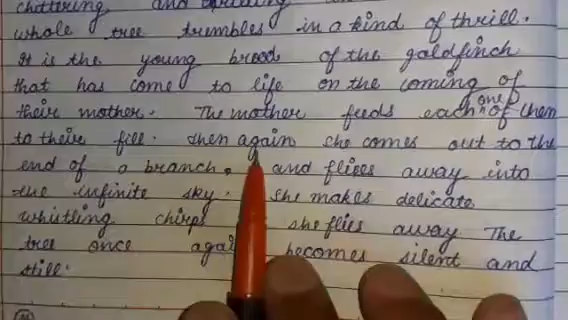 chittering and
whole tree trembles in a kind of thrill.
It is the young breed of the goldfinch
that has come to life on the coming of
their mother. The mother feeds each one of them
to their fill. Then again she comes out to the
end of a branch, and flies away into
the infinite sky. She makes delicate
whistling chirps she flies away The
tree once again becomes silent and
still.